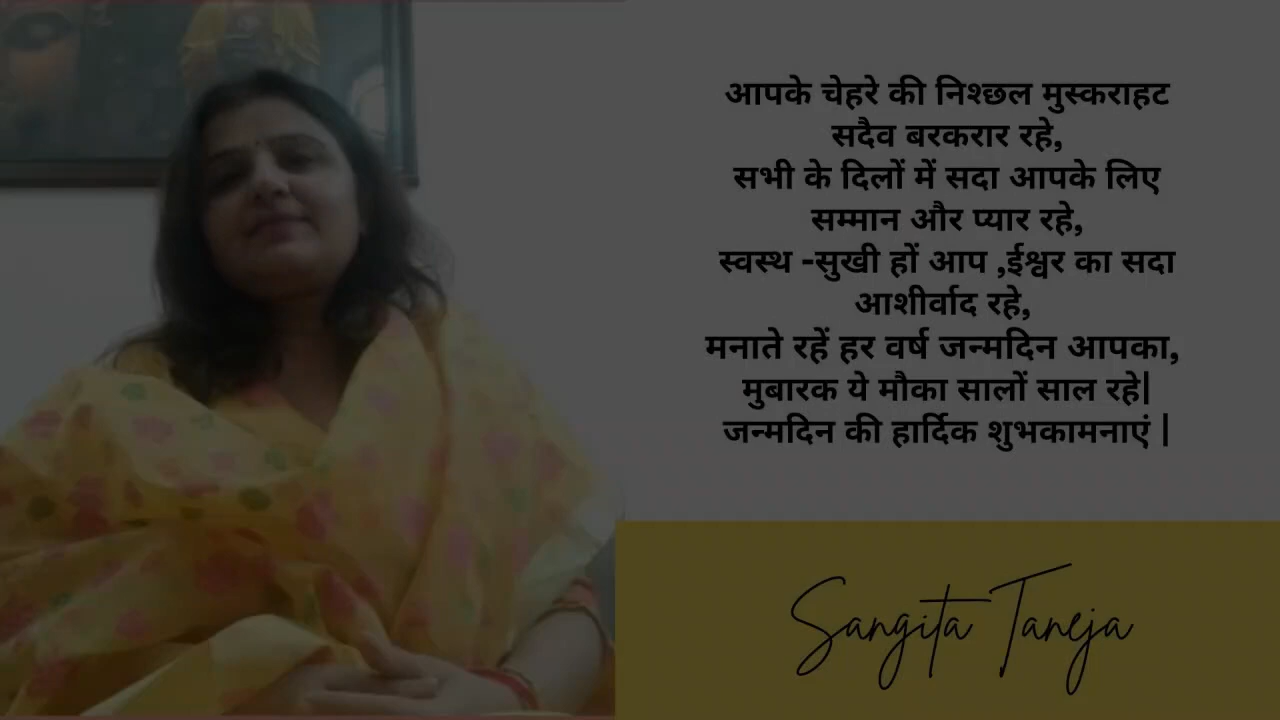 आपके चेहरे की निश्छल मुस्कराहट
सदैव बरकरार रहे,
सभी के दिलों में सदा आपके लिए
सम्मान और प्यार रहे,
स्वस्थ -सुखी हों आप ,ईश्वर का सदा
आशीर्वाद रहे,
मनाते रहें हर वर्ष जन्मदिन आपका,
मुबारक ये मौका सालों साल रहे|
जन्मदिन की हार्दिक शुभकामनाएं |
Sangita Taneja